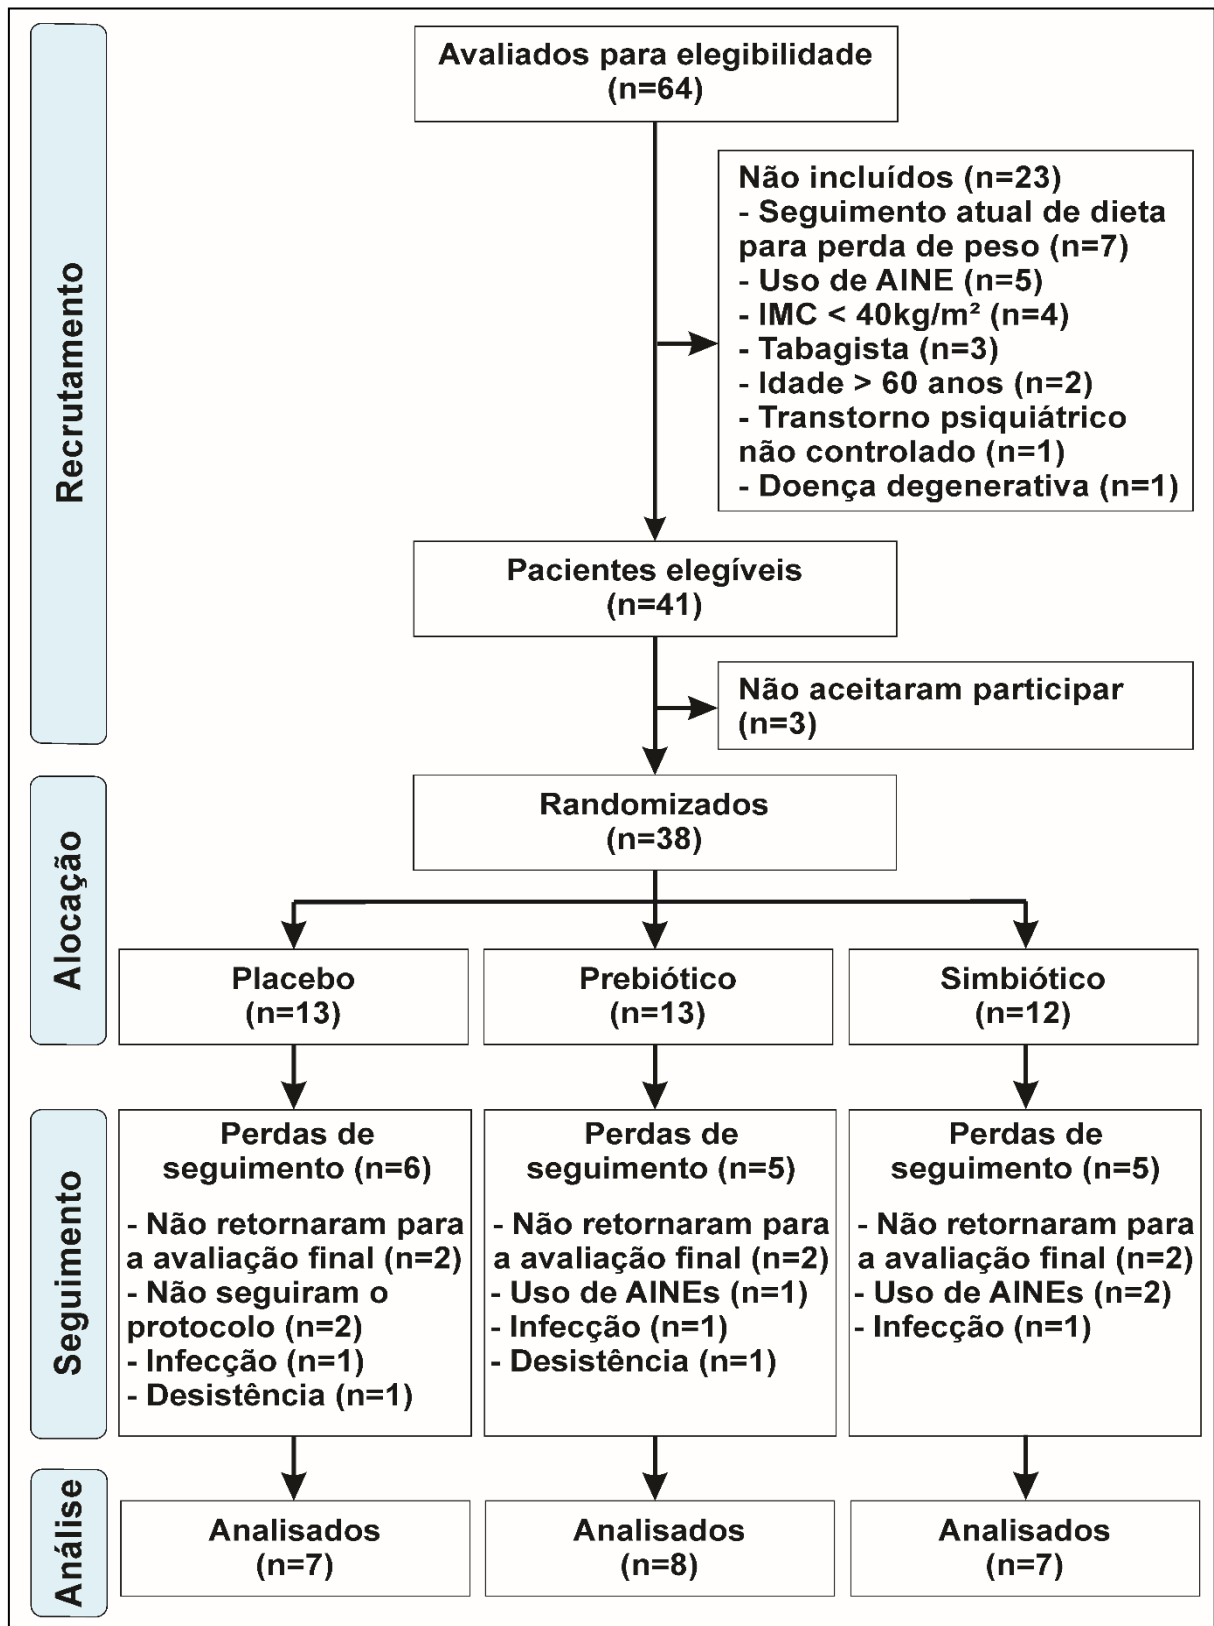 Recrutamento
Avaliados para elegibilidade
(n=64)
Não incluídos (n=23)
- Seguimento atual de dieta
para perda de peso (n=7)
- Uso de AINE (n=5)
- IMC < 40kg/m² (n=4)
- Tabagista (n=3)
- Idade > 60 anos (n=2)
- Transtorno psiquiátrico
não controlado (n=1)
- Doença degenerativa (n=1)
Pacientes elegíveis
(n=41)
Não aceitaram participar
(n=3)
Alocação
Randomizados
(n=38)
Placebo
(n=13)
Prebiótico
(n=13)
Simbiótico
(n=12)
Seguimento
Perdas de
seguimento (n=6)
- Não retornaram para
a avaliação final (n=2)
- Não seguiram o
protocolo (n=2)
- Infecção (n=1)
- Desistência (n=1)
Perdas de
seguimento (n=5)
- Não retornaram para
a avaliação final (n=2)
- Uso de AINEs (n=1)
- Infecção (n=1)
- Desistência (n=1)
Perdas de
seguimento (n=5)
- Não retornaram para
a avaliação final (n=2)
- Uso de AINEs (n=2)
- Infecção (n=1)
Análise
Analisados
(n=7)
Analisados
(n=8)
Analisados
(n=7)